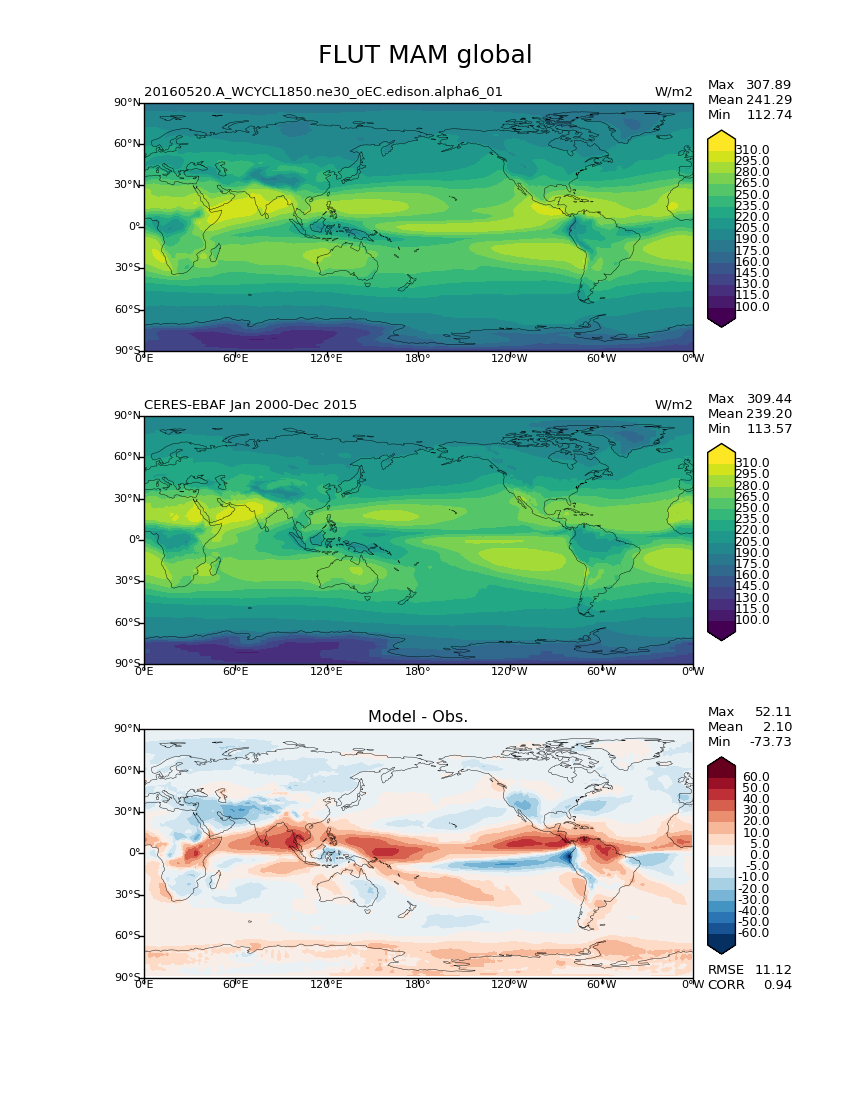 FLUT MAM global
20160520.A_WCYCL1850.ne30_oEC.edison.alpha6_01 W/m2
Max 307.89
Mean 241.29
Min 112.74
90°N
60°N
30°N
0°
30°S
60°S
90°S
0°E 60°E 120°E 180° 120°W 60°W 0°W
310.0
295.0
280.0
265.0
250.0
235.0
220.0
205.0
190.0
175.0
160.0
145.0
130.0
115.0
100.0
CERES-EBAF Jan 2000-Dec 2015 W/m2
Max 309.44
Mean 239.20
Min 113.57
90°N
60°N
30°N
0°
30°S
60°S
90°S
0°E 60°E 120°E 180° 120°W 60°W 0°W
310.0
295.0
280.0
265.0
250.0
235.0
220.0
205.0
190.0
175.0
160.0
145.0
130.0
115.0
100.0
Model - Obs.
Max 52.11
Mean 2.10
Min -73.73
90°N
60°N
30°N
0°
30°S
60°S
90°S
0°E 60°E 120°E 180° 120°W 60°W 0°W
60.0
50.0
40.0
30.0
20.0
10.0
5.0
0.0
-5.0
-10.0
-20.0
-30.0
-40.0
-50.0
-60.0
RMSE 11.12
CORR 0.94